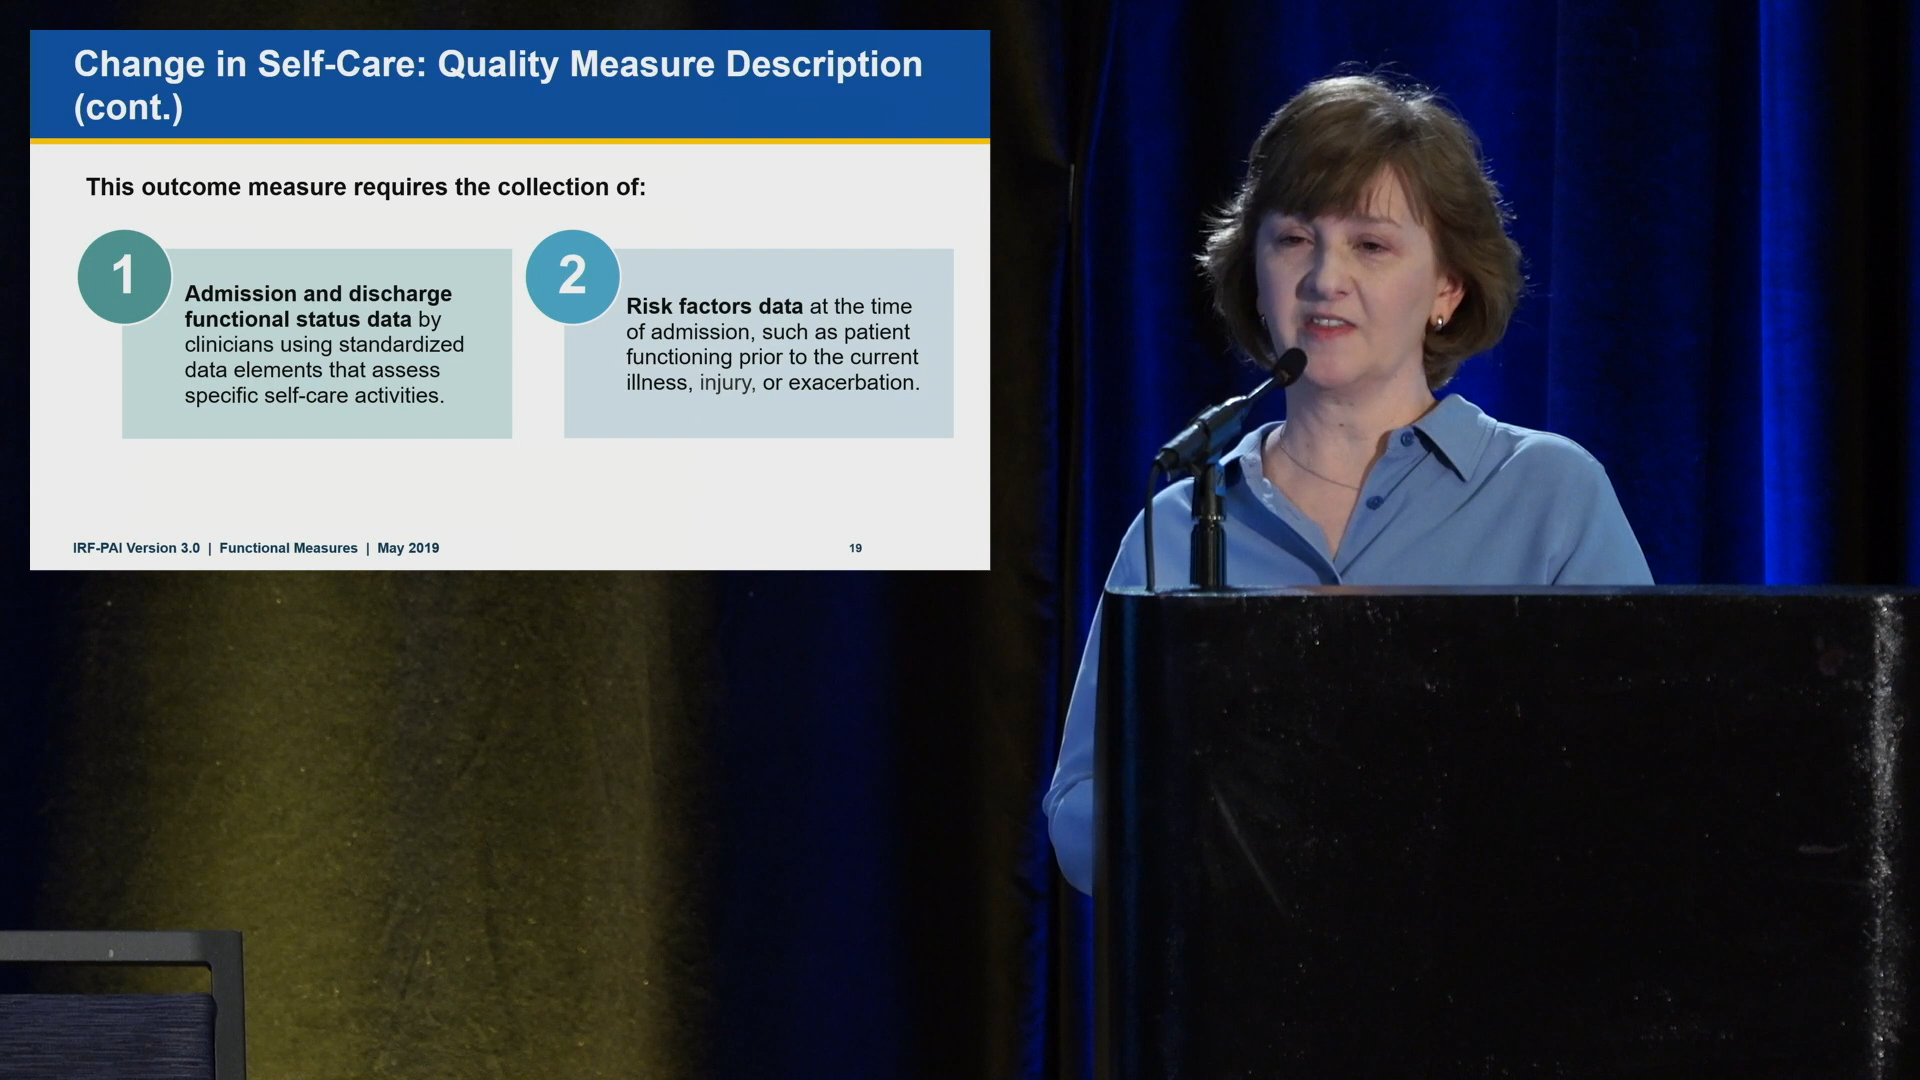 Change in Self-Care: Quality Measure Description
(cont.)
This outcome measure requires the collection of:
1
Admission and discharge
functional status data by
clinicians using standardized
data elements that assess
specific self-care activities.
2
Risk factors data at the time
of admission, such as patient
functioning prior to the current
illness, injury, or exacerbation.
IRF-PAI Version 3.0 | Functional Measures | May 2019
19